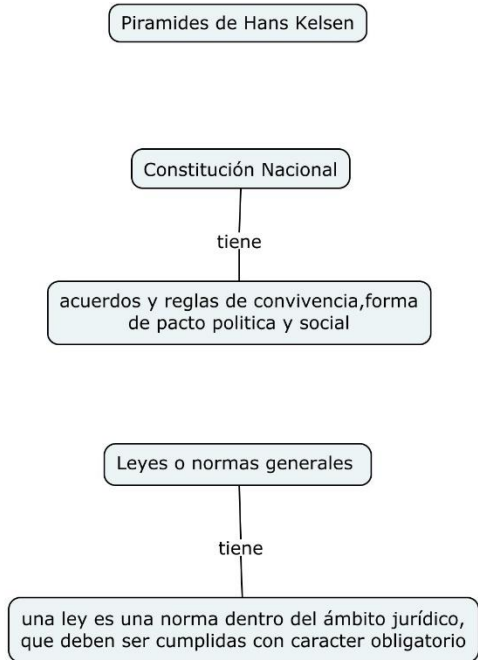 Piramides de Hans Kelsen
Constitución Nacional
tiene
acuerdos y reglas de convivencia,forma
de pacto politica y social
Leyes o normas generales
tiene
una ley es una norma dentro del ámbito jurídico,
que deben ser cumplidas con caracter obligatorio